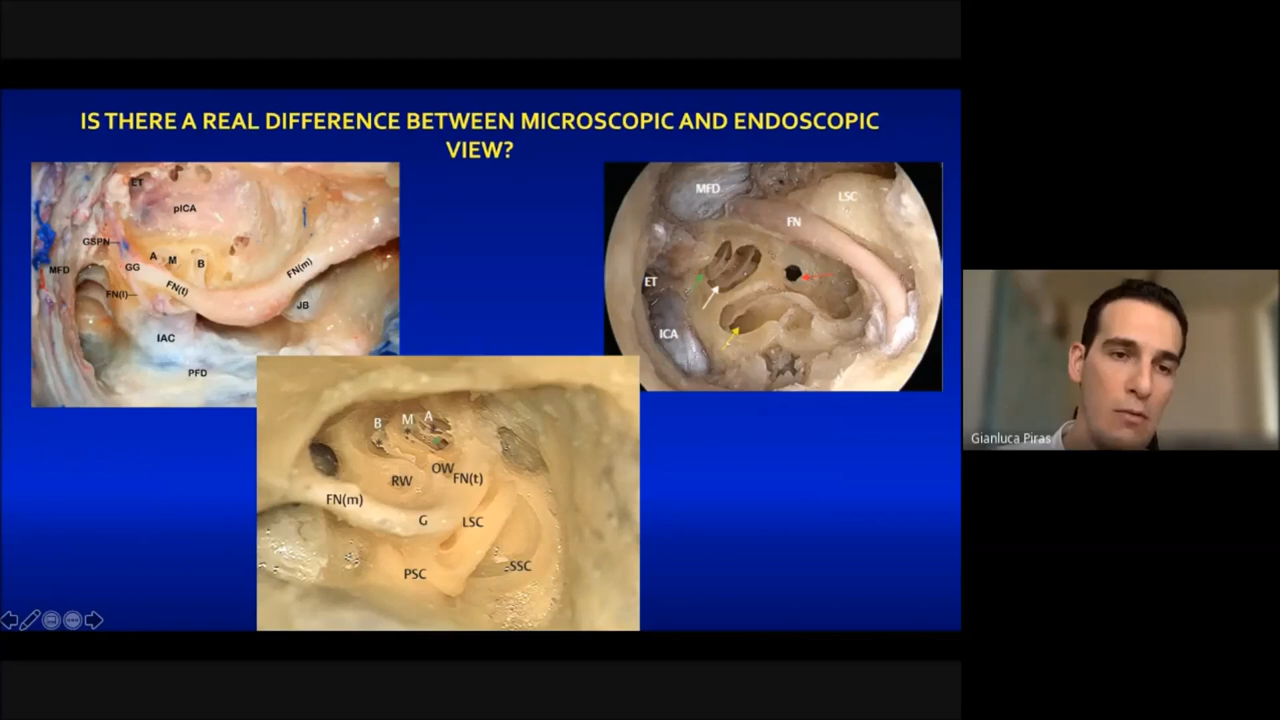 IS THERE A REAL DIFFERENCE BETWEEN MICROSCOPIC AND ENDOSCOPIC
VIEW?
ET
pICA
GSPN
A
M
B
GG
MFD
FN(m)
FN(t)
FN(l)
JB
IAC
PFD
MFD
LSC
FN
ET
ICA
B
M
A
OW
RW
FN(t)
FN(m)
G
LSC
SSC
PSC
Gianluca Piras